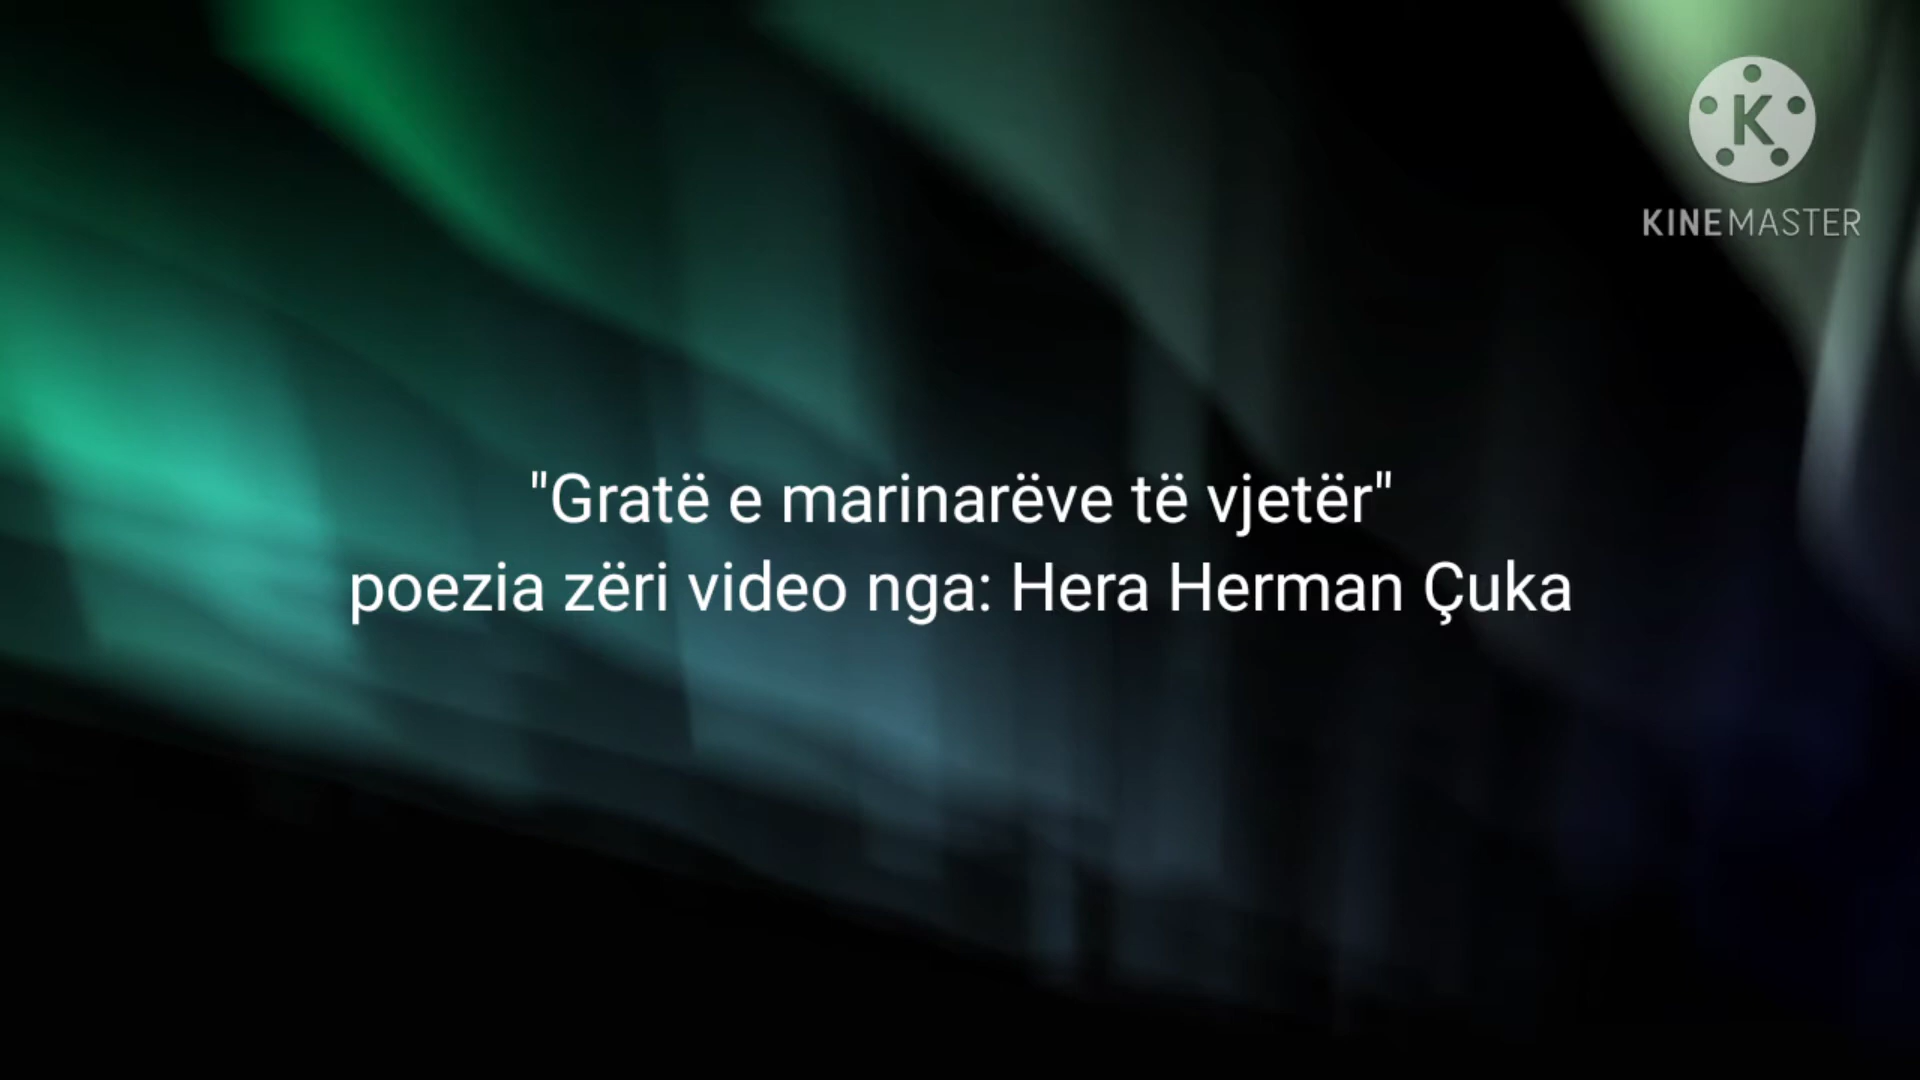 K
KINEMASTER
"Gratë e marinarëve të vjetër"
poezia zëri video nga: Hera Herman Çuka